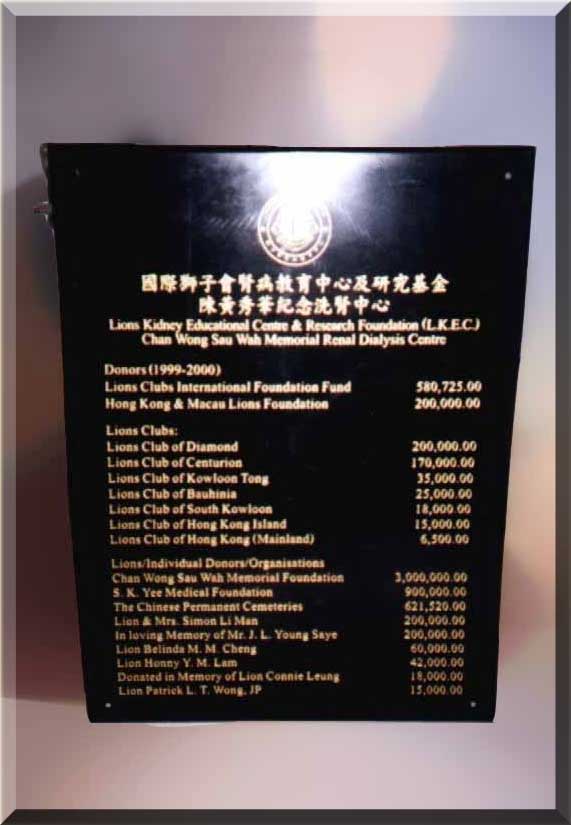 國際獅子會腎病教育中心及研究基金
陳黃秀華紀念洗腎中心
Lions Kidney Educational Centre & Research Foundation (L.K.E.C.)
Chan Wong Sau Wah Memorial Renal Dialysis Centre
Donors (1999-2000)
Lions Clubs International Foundation Fund 580,725.00
Hong Kong & Macau Lions Foundation 200,000.00
Lions Clubs:
Lions Club of Diamond 200,000.00
Lions Club of Centurion 170,000.00
Lions Club of Kowloon Tong 35,000.00
Lions Club of Bauhinia 25,000.00
Lions Club of South Kowloon 18,000.00
Lions Club of Hong Kong Island 15,000.00
Lions Club of Hong Kong (Mainland) 6,500.00
Lions/Individual Donors/Organisations
Chan Wong Sau Wah Memorial Foundation 3,000,000.00
S. K. Yee Medical Foundation 900,000.00
The Chinese Permanent Cemeteries 621,520.00
Lion & Mrs. Simon Li Man 200,000.00
In loving Memory of Mr. J. L. Young Saye 200,000.00
Lion Belinda M. M. Cheng 60,000.00
Lion Honny Y. M. Lam 42,000.00
Donated in Memory of Lion Connie Leung 18,000.00
Lion Patrick L. T. Wong, JP 15,000.00